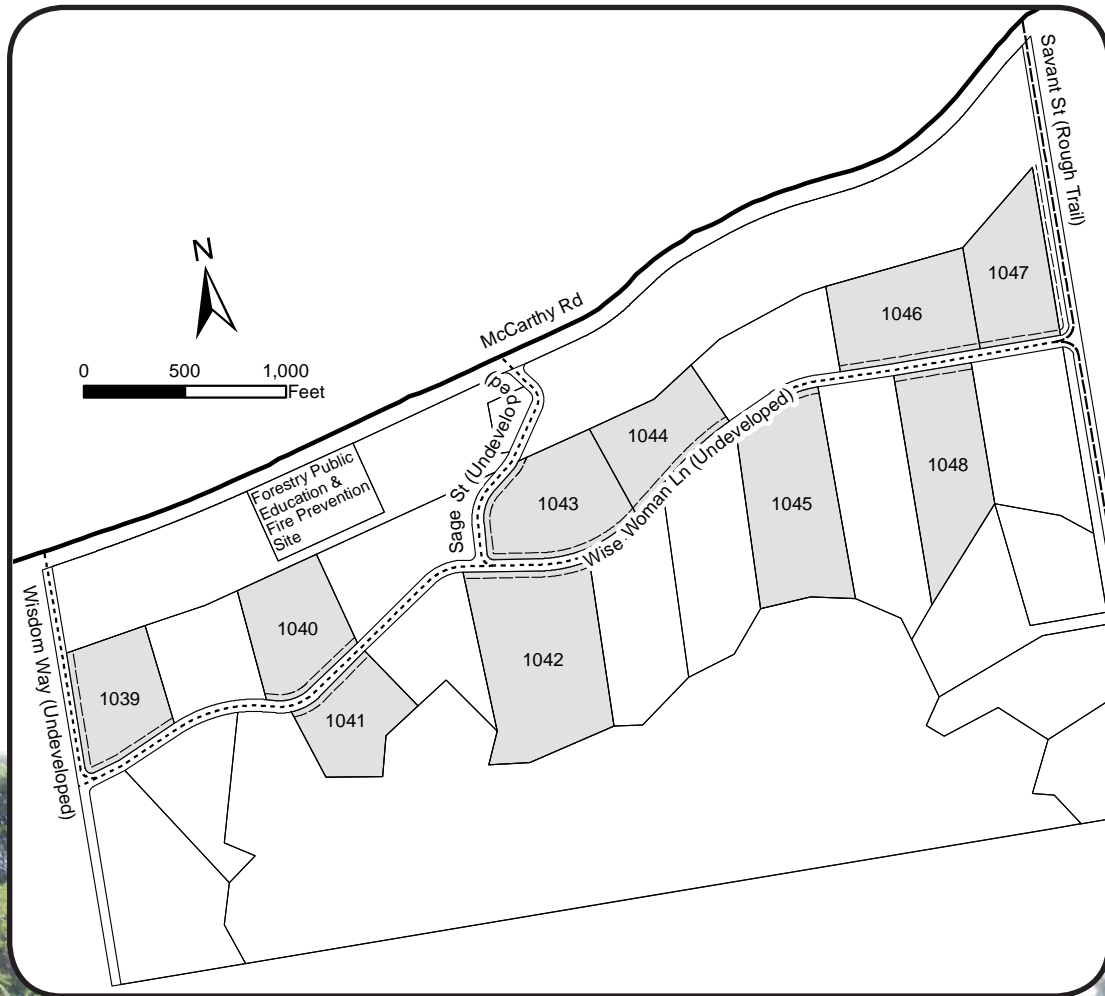 Savant St (Rough Trail)
N
McCarthy Rd
0 500 1,000
Feet
1047
1046
1044
1048
Sage St (Undeveloped)
1043
1045
Wise Woman Ln (Undeveloped)
Forestry Public
Education &
Fire Prevention
Site
Wisdom Way (Undeveloped)
1040
1042
1039
1041